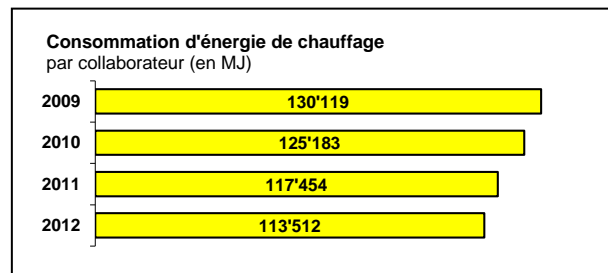 Consommation d'énergie de chauffage
par collaborateur (en MJ)
2009 130'119
2010 125'183
2011 117'454
2012 113'512